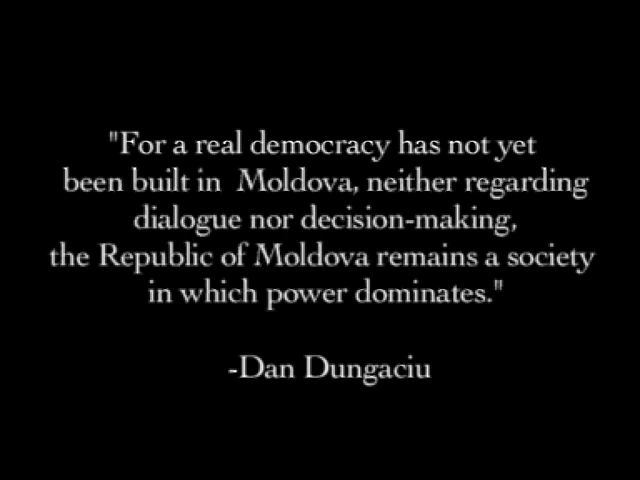 "For a real democracy has not yet
been built in  Moldova, neither regarding
dialogue nor decision-making,
the Republic of Moldova remains a society
in which power dominates."
-Dan Dungaciu